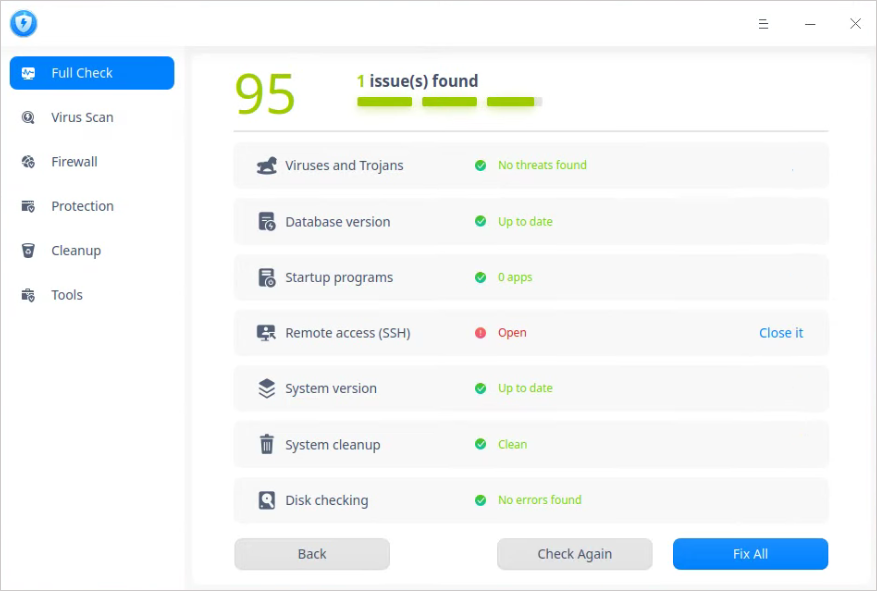 Full Check
Virus Scan
Firewall
Protection
Cleanup
Tools
95
1 issue(s) found
Viruses and Trojans No threats found
Database version Up to date
Startup programs 0 apps
Remote access (SSH) Open Close it
System version Up to date
System cleanup Clean
Disk checking No errors found
Back Check Again Fix All